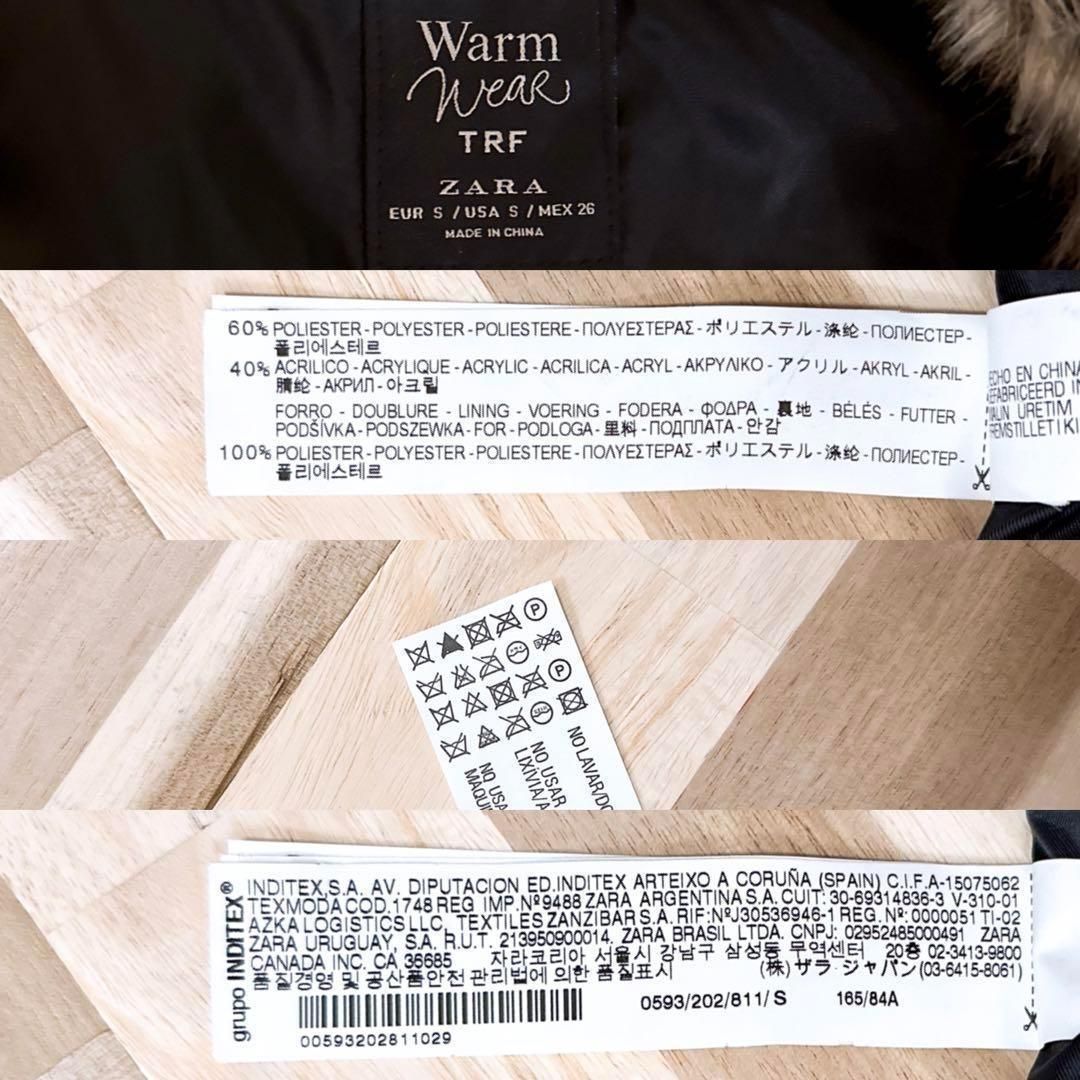 Warm
Wear
TRF
ZARA
EUR S / USA S / MEX 26
MADE IN CHINA
60% POLIESTER - POLYESTER - POLIESTERE - ΠΟΛΥΕΣΤΕΡΑΣ - ポリエステル - 涤纶 - ПОЛИЕСТЕР -
폴리에스테르
40% ACRILICO - ACRYLIQUE - ACRYLIC - ACRILICA - ACRYL - ΑΚΡΥΛΙΚΟ - アクリル - AKRYL - AKRIL -
腈纶 - АКРИЛ - 아크릴
FORRO - DOUBLURE - LINING - VOERING - FODERA - ΦΟΔΡΑ - 裏地 - BÉLÉS - FUTTER -
PODŠÍVKA - PODSZEWKA - FOR - PODLOGA - 里料 - ПОДПЛАТА - 안감
100% POLIESTER - POLYESTER - POLIESTERE - ΠΟΛΥΕΣΤΕΡΑΣ - ポリエステル - 涤纶 - ПОЛИЕСТЕР -
폴리에스테르
ECHO EN CHINA
EFABRICEERD IN
URETIM
FREMSTILLET I KI
P
P
NO LAVAR/DO
NO USAR
LIXÍVIA/A
NO USA
MAQUI
grupo INDITEX®
INDITEX,S.A. AV. DIPUTACION ED.INDITEX ARTEIXO A CORUÑA (SPAIN) C.I.F.A-15075062
TEXMODA COD.1748 REG IMP.Nº9488 ZARA ARGENTINA S.A. CUIT: 30-69314836-3 V-310-01
AZKA LOGISTICS LLC, TEXTILES ZANZIBAR S.A. RIF:NºJ30536946-1 REG.Nº: 0000051 TI-02
ZARA URUGUAY, S.A. R.U.T. 213950900014. ZARA BRASIL LTDA. CNPJ: 02952485000491 ZARA
CANADA INC. CA 36685 자라코리아 서울시 강남구 삼성동 무역센터 20층 02-3413-9800
품질경영 및 공산품안전 관리법에 의한 품질표시 (株) ザラ ジャパン (03-6415-8061)
0593/202/811/ S 165/84A
00593202811029